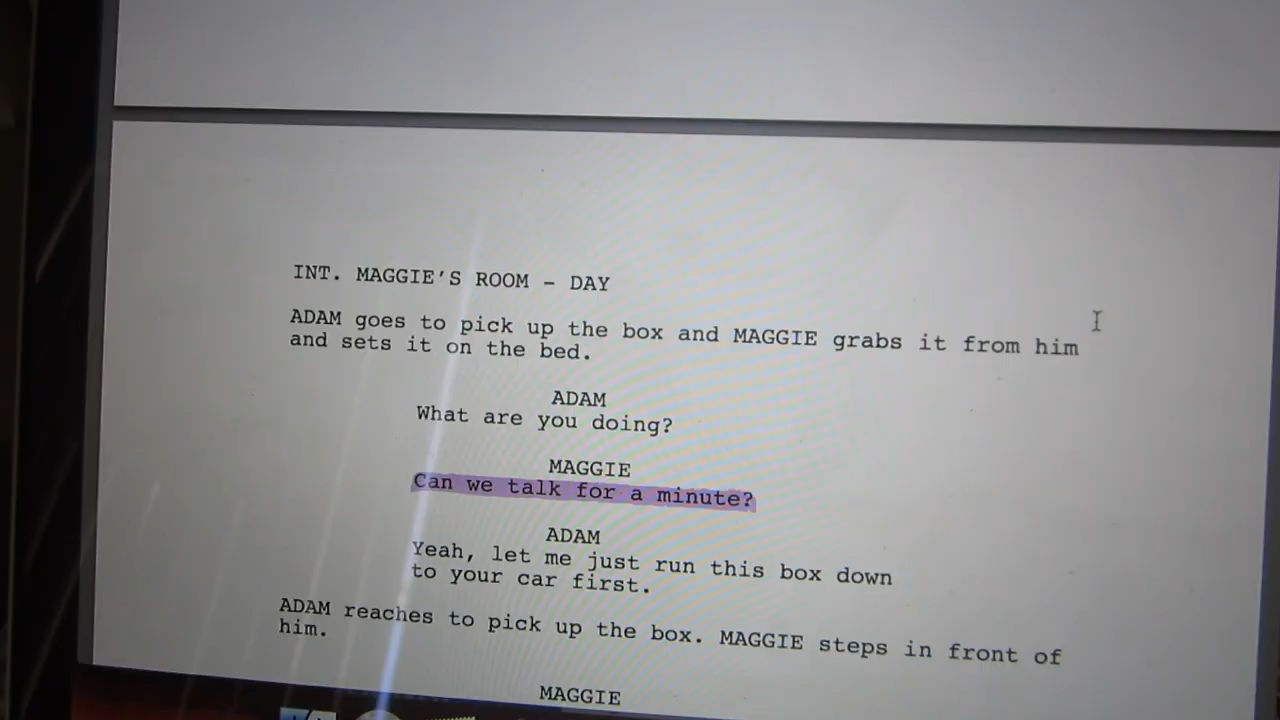 INT. MAGGIE'S ROOM - DAY
ADAM goes to pick up the box and MAGGIE grabs it from him
and sets it on the bed.
ADAM
What are you doing?
MAGGIE
Can we talk for a minute?
ADAM
Yeah, let me just run this box down
to your car first.
ADAM reaches to pick up the box. MAGGIE steps in front of
him.
MAGGIE